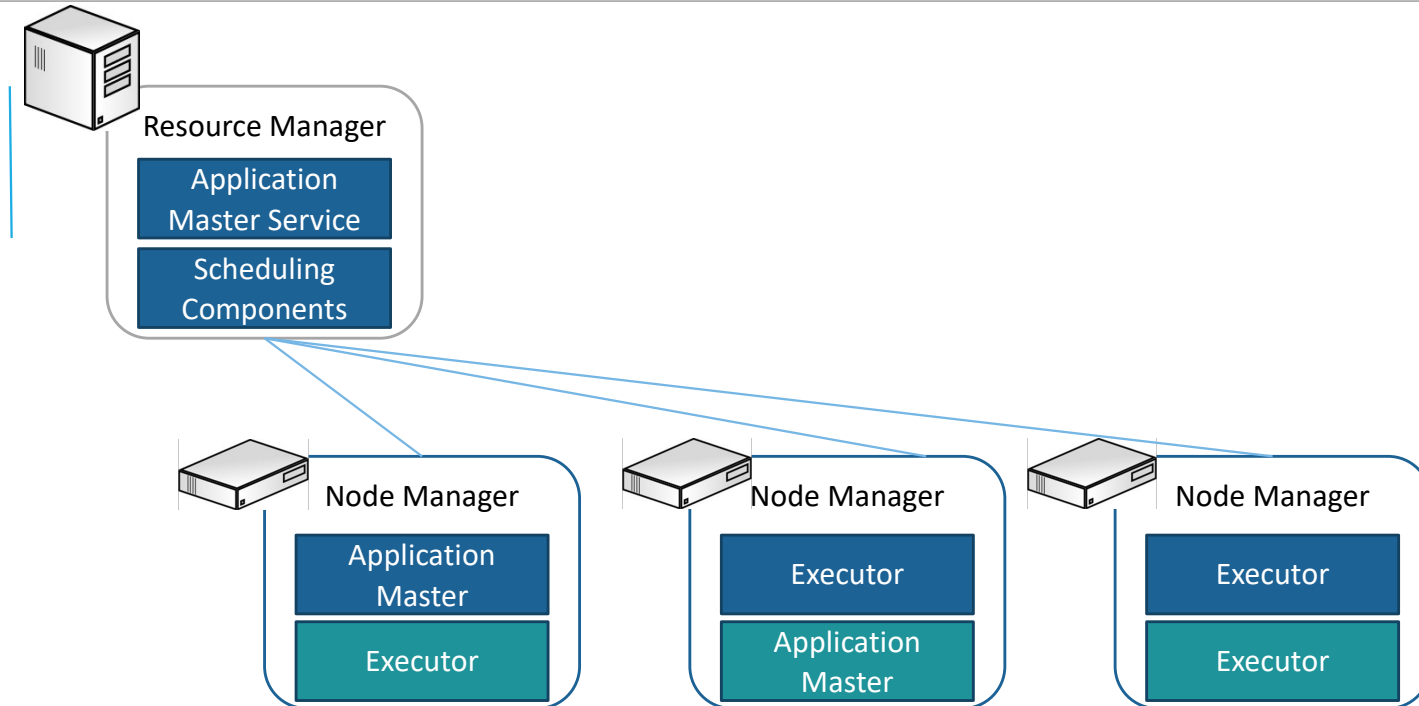 Resource Manager
Application
Master Service
Scheduling
Components
Node Manager
Application
Master
Executor
Node Manager
Executor
Application
Master
Node Manager
Executor
Executor